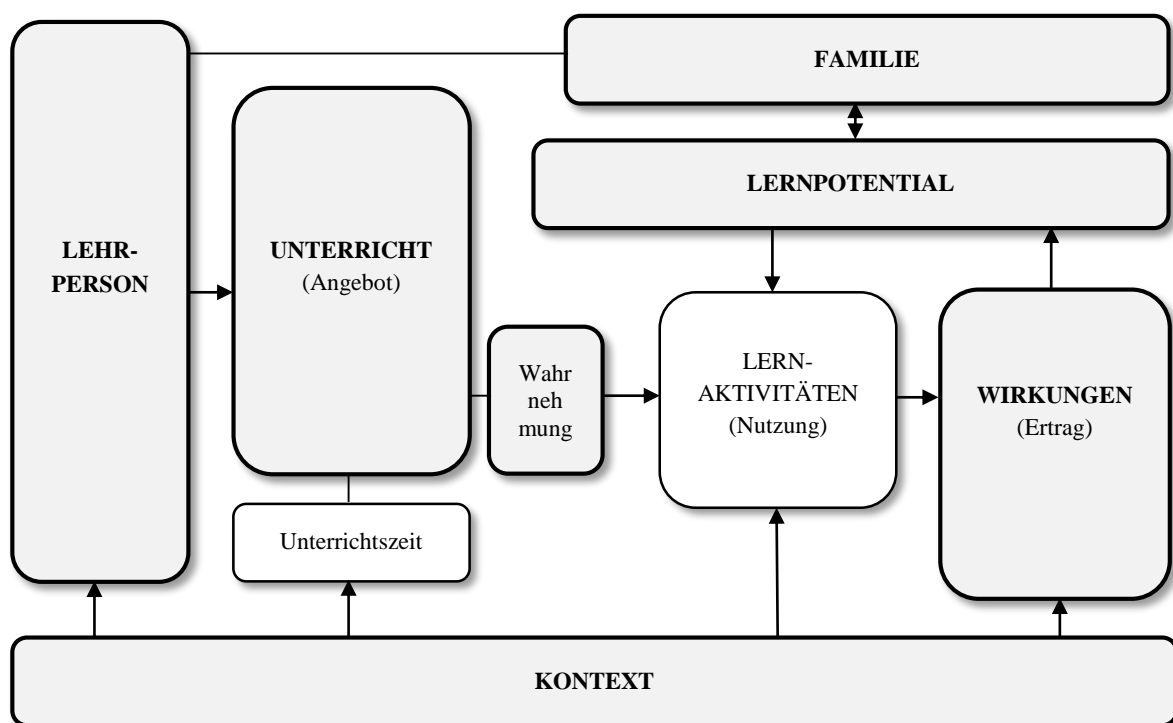 FAMILIE
LERNPOTENTIAL
LEHR-
PERSON
UNTERRICHT
(Angebot)
Wahr
neh
mung
LERN-
AKTIVITÄTEN
(Nutzung)
WIRKUNGEN
(Ertrag)
Unterrichtszeit
KONTEXT